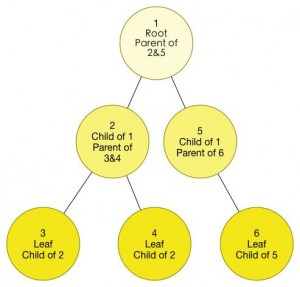 1
Root
Parent of
2&5
2
Child of 1
Parent of
3&4
5
Child of 1
Parent of 6
3
Leaf
Child of 2
4
Leaf
Child of 2
6
Leaf
Child of 5